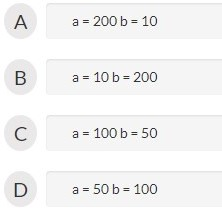 A a = 200 b = 10
B a = 10 b = 200
C a = 100 b = 50
D a = 50 b = 100